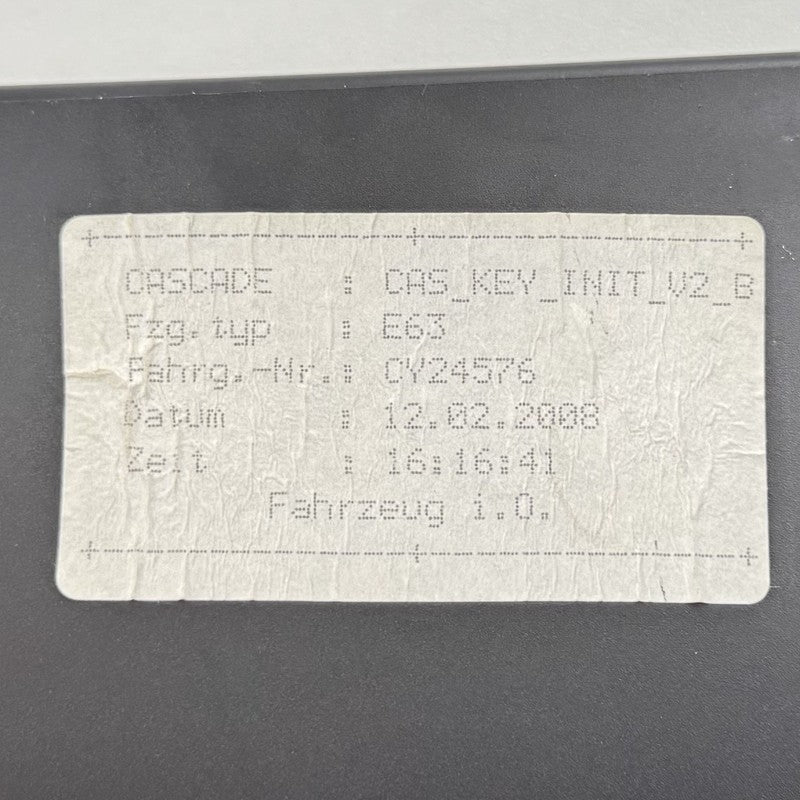 CASCADE : CAS_KEY_INIT_V2_B
Fzg.typ : E63
Fahrg.-Nr.: CY24576
Datum : 12.02.2008
Zeit : 16:16:41
Fahrzeug i.O.